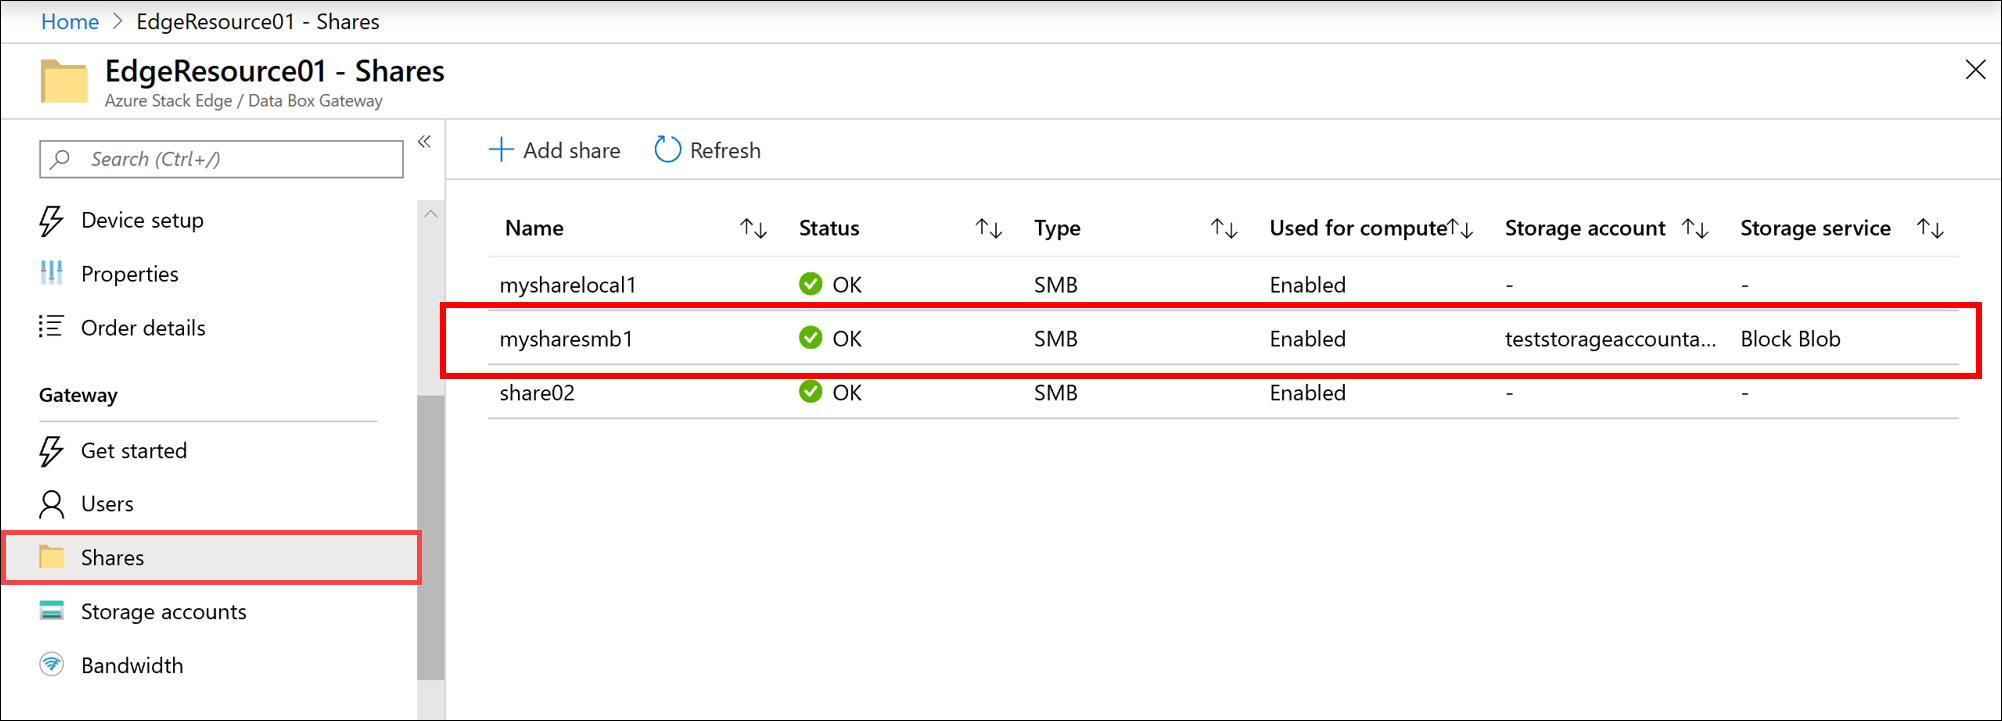 Home > EdgeResource01 - Shares
EdgeResource01 - Shares
Azure Stack Edge / Data Box Gateway
Search (Ctrl+/)
Device setup
Properties
Order details
Gateway
Get started
Users
Shares
Storage accounts
Bandwidth
Add share Refresh
Name Status Type Used for compute Storage account Storage service
mysharelocal1 OK SMB Enabled - -
mysharesmb1 OK SMB Enabled teststorageaccounta... Block Blob
share02 OK SMB Enabled - -